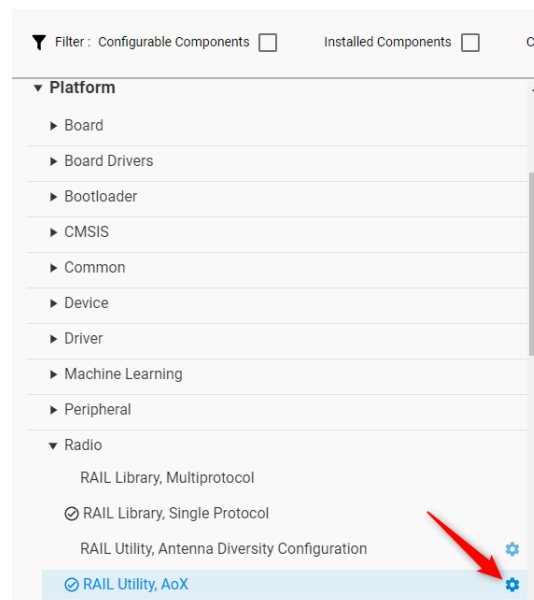 Filter : Configurable Components Installed Components C
Platform
Board
Board Drivers
Bootloader
CMSIS
Common
Device
Driver
Machine Learning
Peripheral
Radio
RAIL Library, Multiprotocol
RAIL Library, Single Protocol
RAIL Utility, Antenna Diversity Configuration
RAIL Utility, AoX